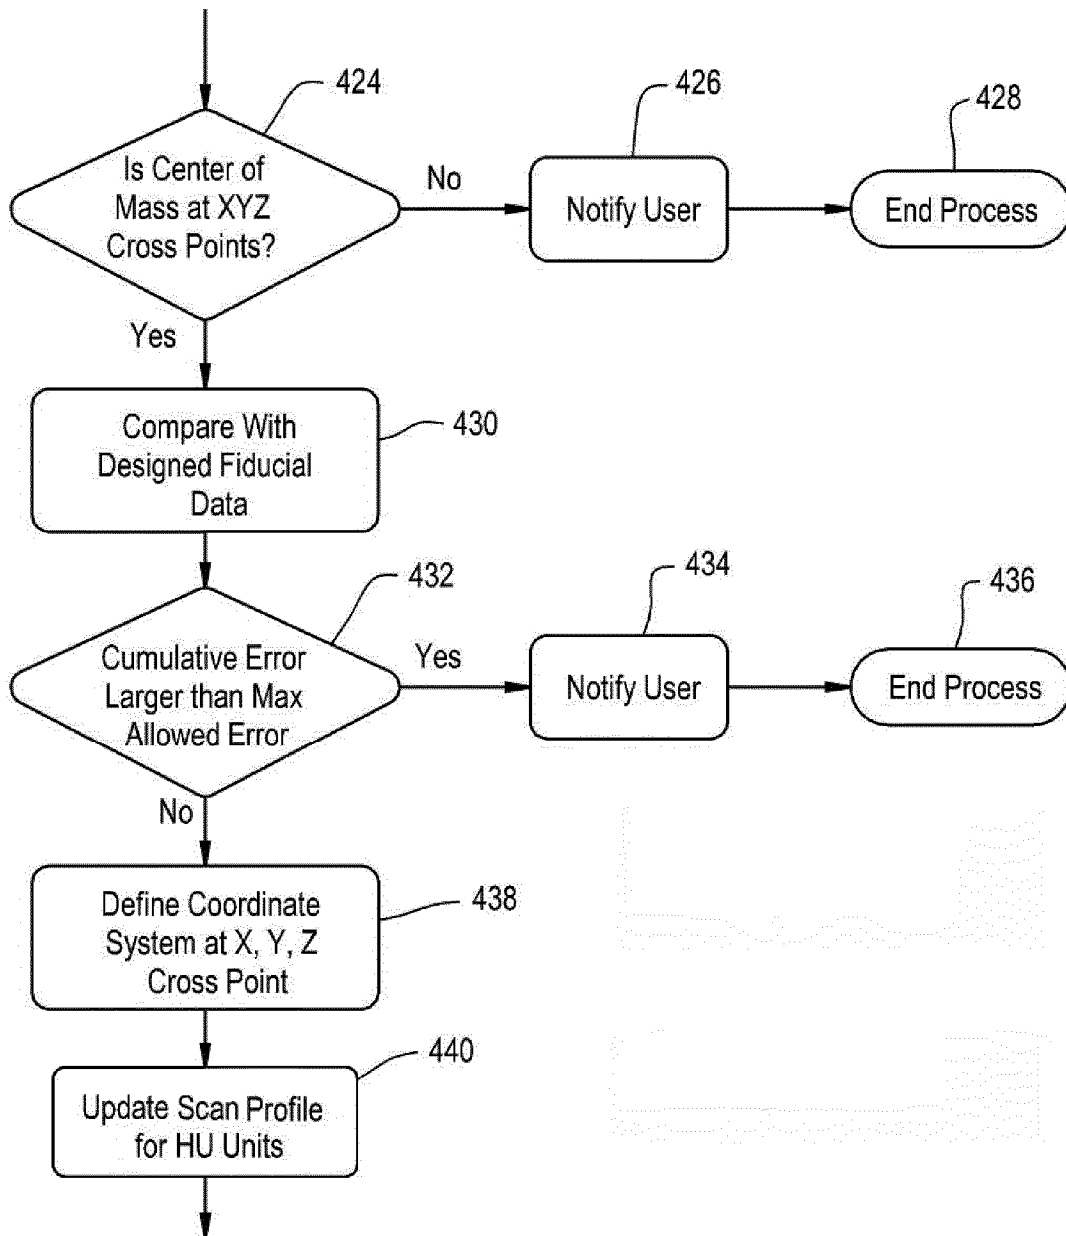 424
Is Center of
Mass at XYZ
Cross Points?
No
426
Notify User
428
End Process
Yes
430
Compare With
Designed Fiducial
Data
432
Cumulative Error
Larger than Max
Allowed Error
Yes
434
Notify User
436
End Process
No
438
Define Coordinate
System at X, Y, Z
Cross Point
440
Update Scan Profile
for HU Units